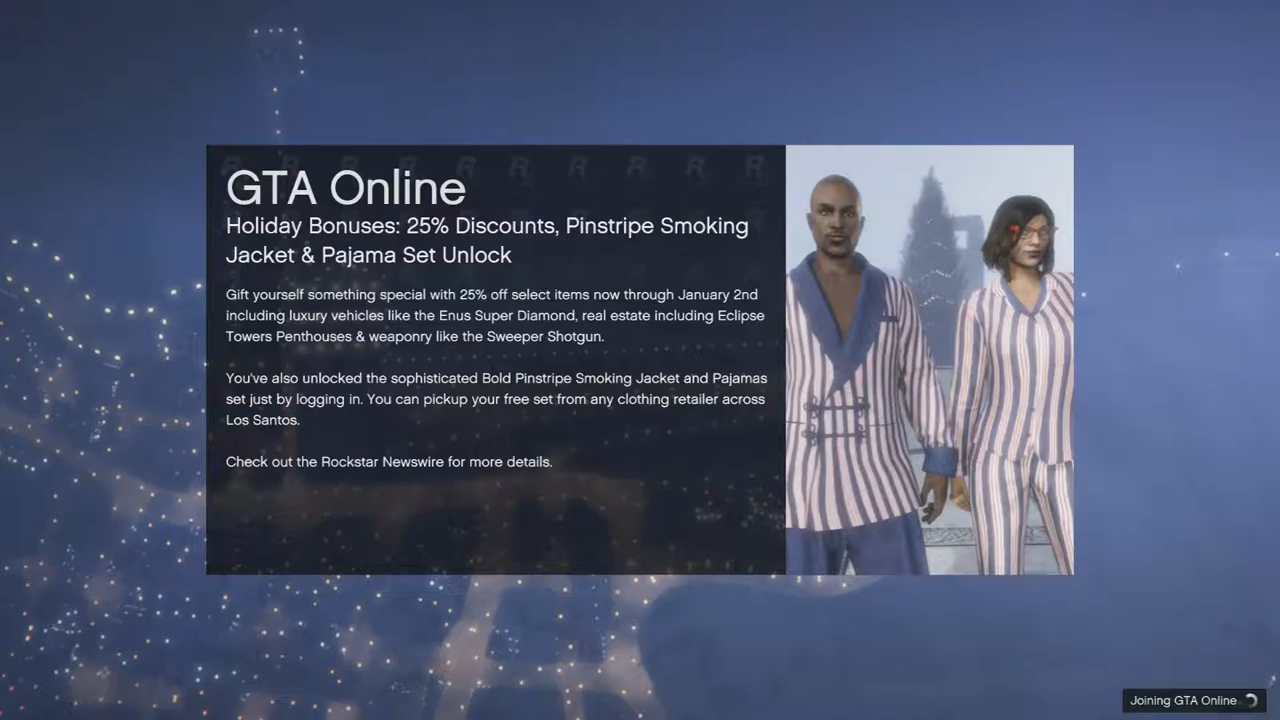 GTA Online
Holiday Bonuses: 25% Discounts, Pinstripe Smoking
Jacket & Pajama Set Unlock
Gift yourself something special with 25% off select items now through January 2nd
including luxury vehicles like the Enus Super Diamond, real estate including Eclipse
Towers Penthouses & weaponry like the Sweeper Shotgun.
You've also unlocked the sophisticated Bold Pinstripe Smoking Jacket and Pajamas
set just by logging in. You can pickup your free set from any clothing retailer across
Los Santos.
Check out the Rockstar Newswire for more details.
Joining GTA Online